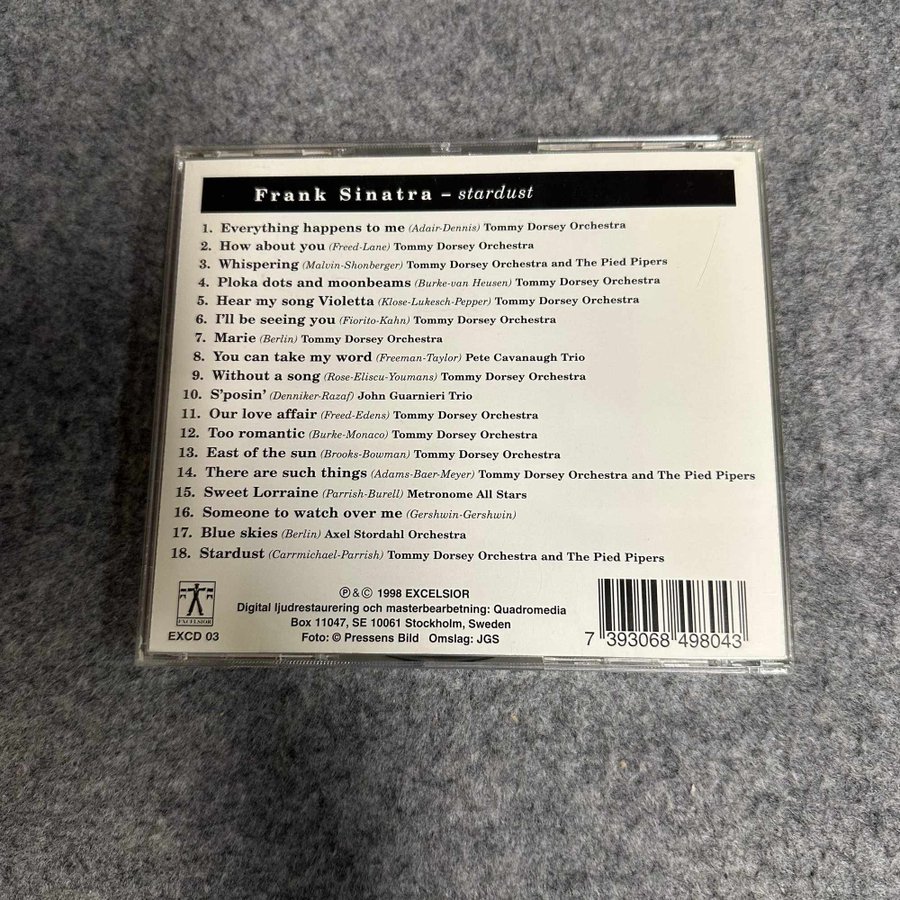 Frank Sinatra – stardust
1. Everything happens to me (Adair-Dennis) Tommy Dorsey Orchestra
2. How about you (Freed-Lane) Tommy Dorsey Orchestra
3. Whispering (Malvin-Shonberger) Tommy Dorsey Orchestra and The Pied Pipers
4. Ploka dots and moonbeams (Burke-van Heusen) Tommy Dorsey Orchestra
5. Hear my song Violetta (Klose-Lukesch-Pepper) Tommy Dorsey Orchestra
6. I'll be seeing you (Fiorito-Kahn) Tommy Dorsey Orchestra
7. Marie (Berlin) Tommy Dorsey Orchestra
8. You can take my word (Freeman-Taylor) Pete Cavanaugh Trio
9. Without a song (Rose-Eliscu-Youmans) Tommy Dorsey Orchestra
10. S'posin' (Denniker-Razaf) John Guarnieri Trio
11. Our love affair (Freed-Edens) Tommy Dorsey Orchestra
12. Too romantic (Burke-Monaco) Tommy Dorsey Orchestra
13. East of the sun (Brooks-Bowman) Tommy Dorsey Orchestra
14. There are such things (Adams-Baer-Meyer) Tommy Dorsey Orchestra and The Pied Pipers
15. Sweet Lorraine (Parrish-Burell) Metronome All Stars
16. Someone to watch over me (Gershwin-Gershwin)
17. Blue skies (Berlin) Axel Stordahl Orchestra
18. Stardust (Carrmichael-Parrish) Tommy Dorsey Orchestra and The Pied Pipers
EXCELSIOR
EXCD 03
℗ & © 1998 EXCELSIOR
Digital ljudrestaurering och masterbearbetning: Quadromedia
Box 11047, SE 10061 Stockholm, Sweden
Foto: © Pressens Bild Omslag: JGS
7 393068 498043